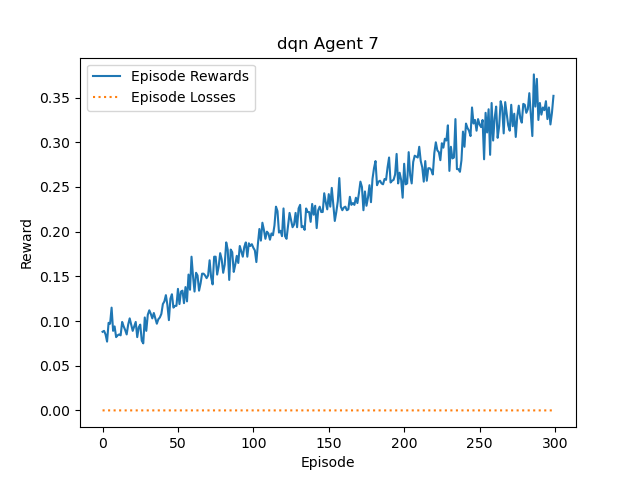 dqn Agent 7
Episode Rewards
Episode Losses
Reward
0.35
0.30
0.25
0.20
0.15
0.10
0.05
0.00
0 50 100 150 200 250 300
Episode